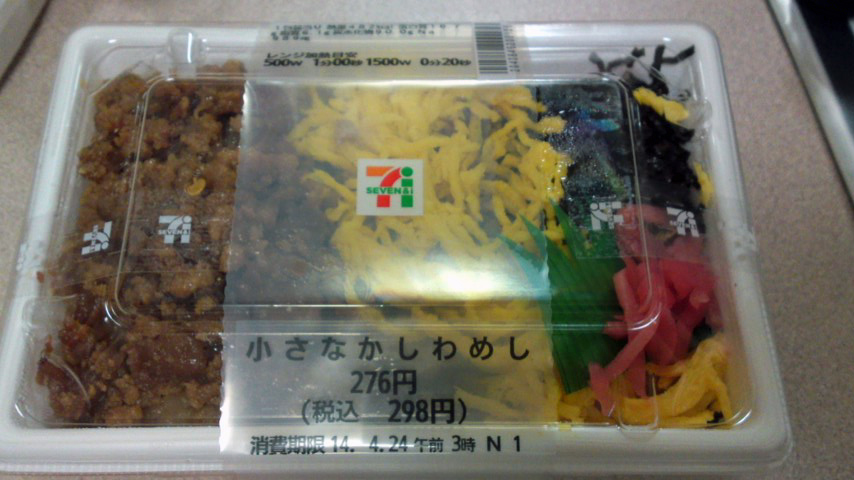 レンジ加熱目安
500W 1分00秒 1500W 0分20秒
SEVEN&i
小さなかしわめし
276円
(税込 298円)
消費期限 14. 4.24 午前 3時 N 1